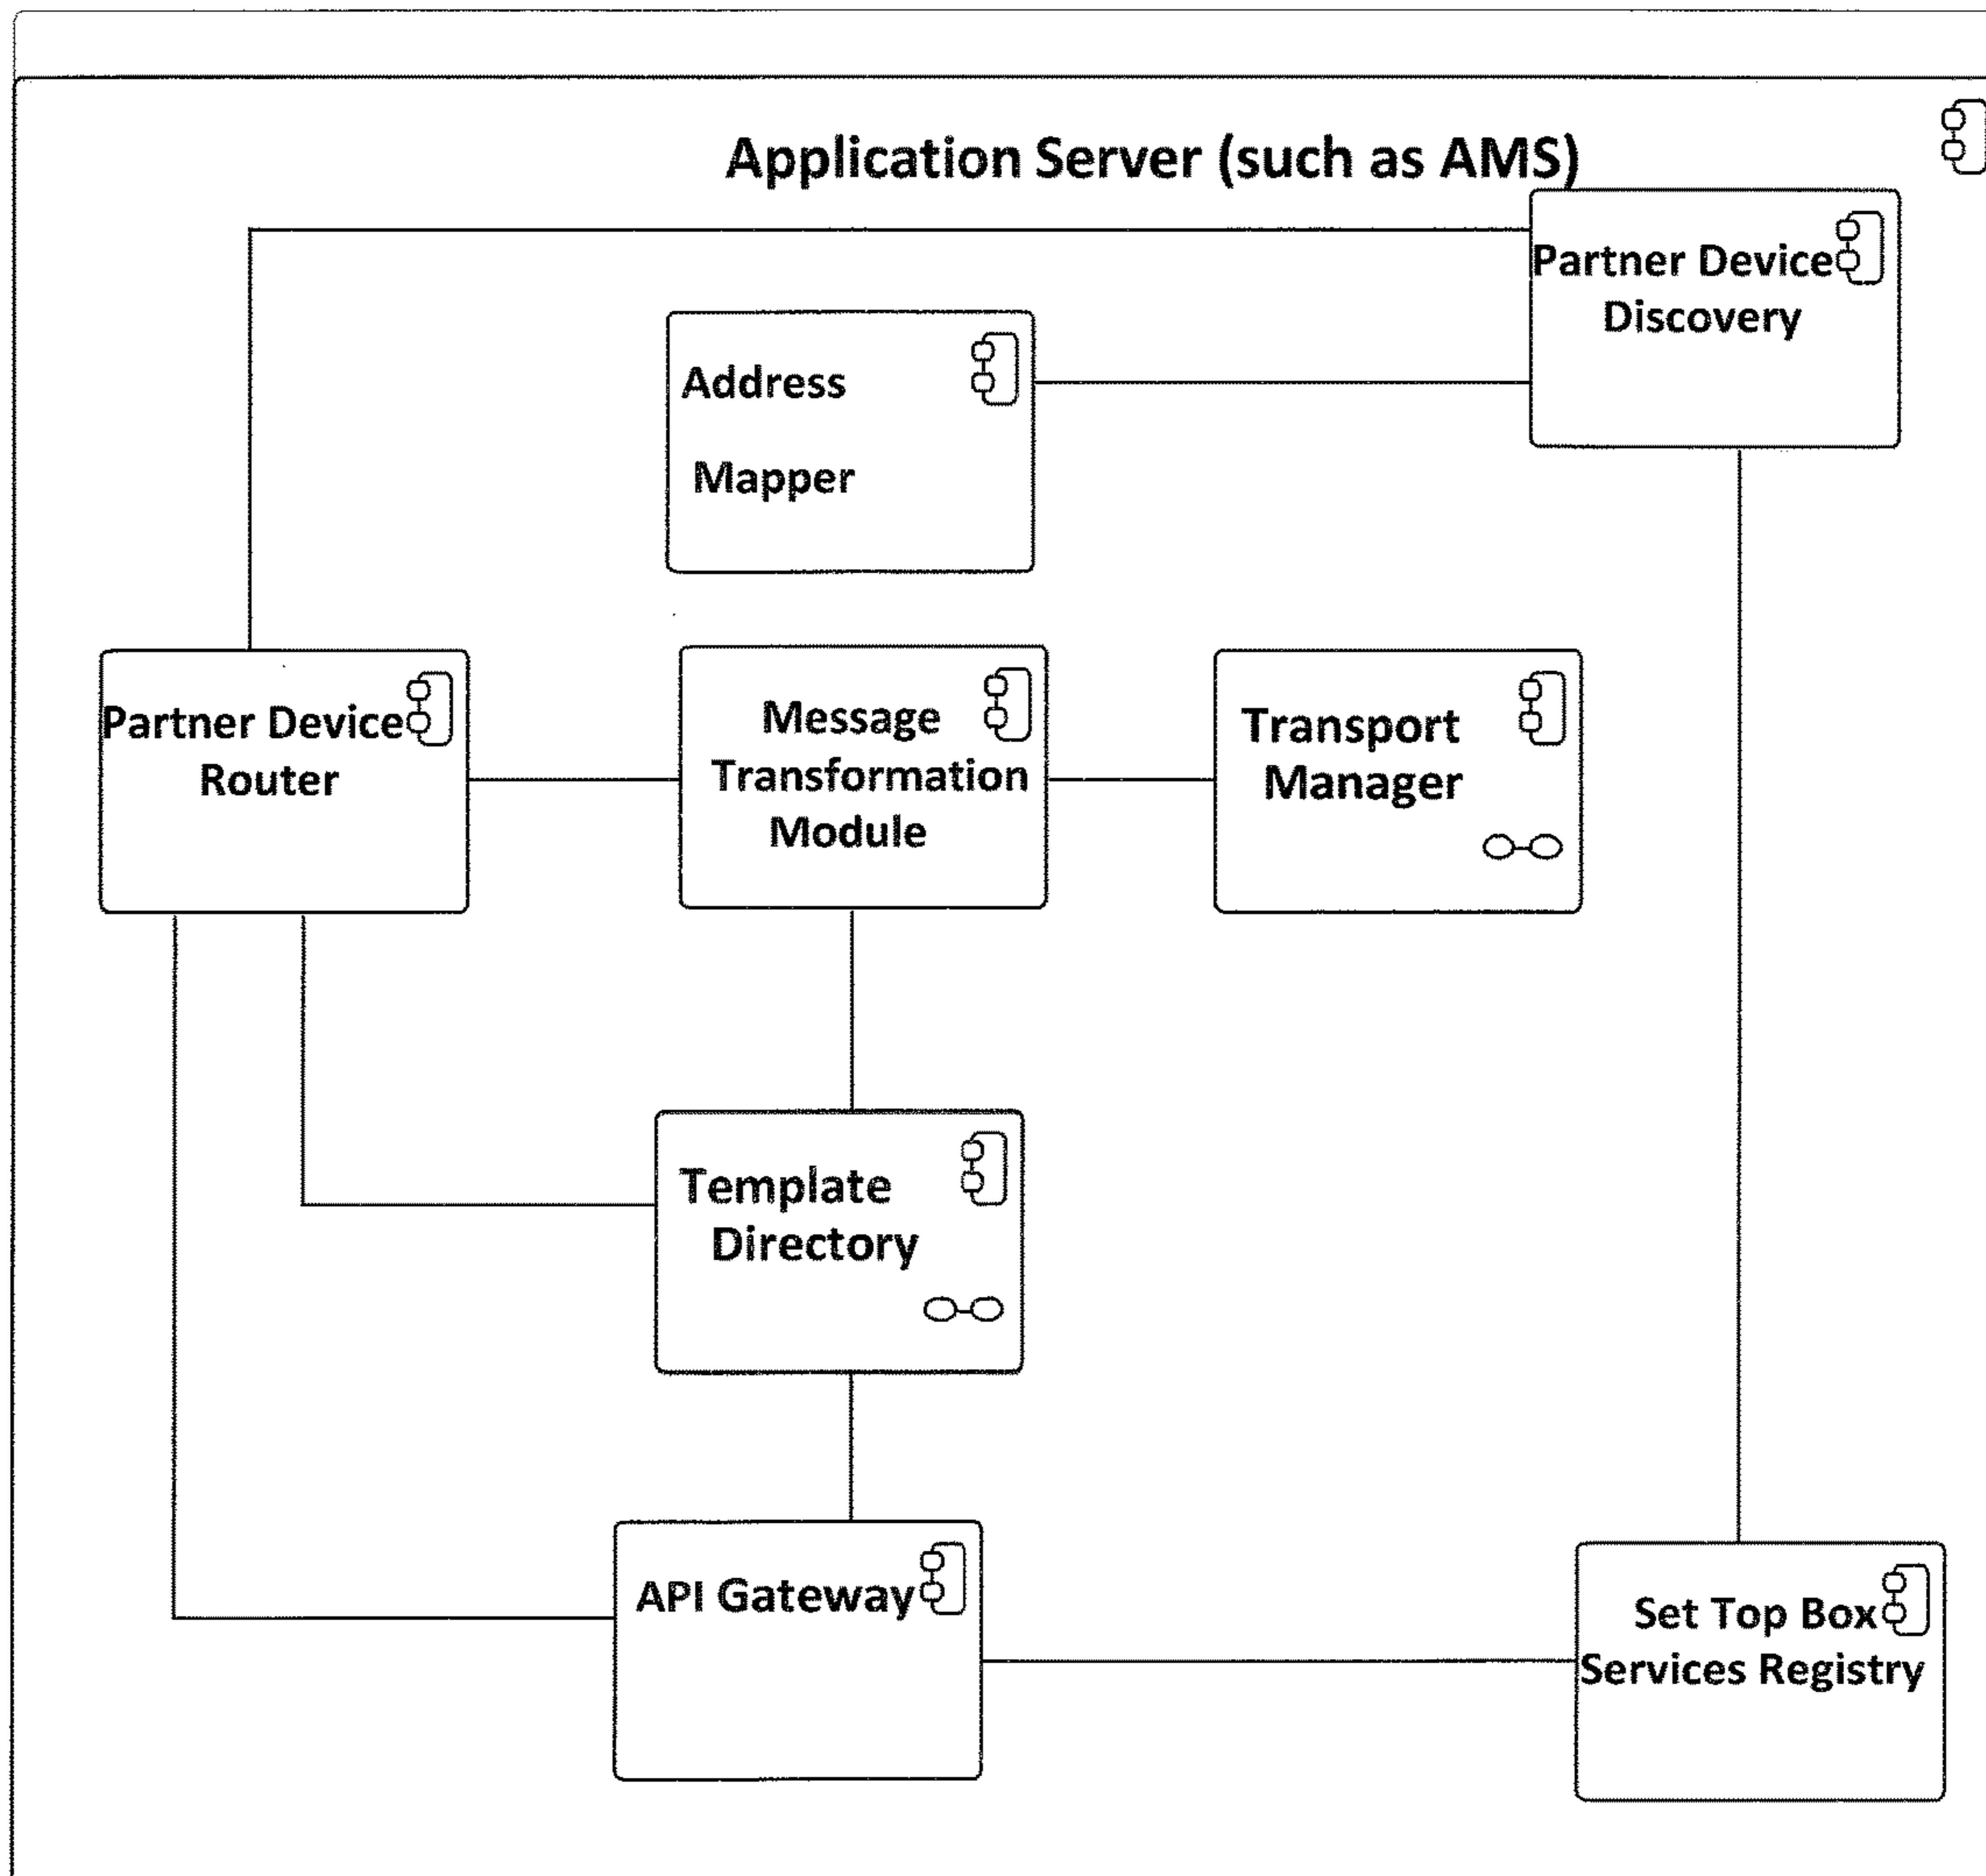 Application Server (such as AMS)
Partner Device
Discovery
Address
Mapper
Partner Device
Router
Message
Transformation
Module
Transport
Manager
Template
Directory
API Gateway
Set Top Box
Services Registry